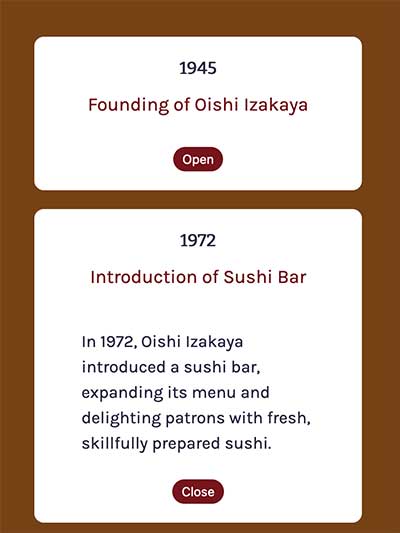 1945
Founding of Oishi Izakaya
Open
1972
Introduction of Sushi Bar
In 1972, Oishi Izakaya
introduced a sushi bar,
expanding its menu and
delighting patrons with fresh,
skillfully prepared sushi.
Close